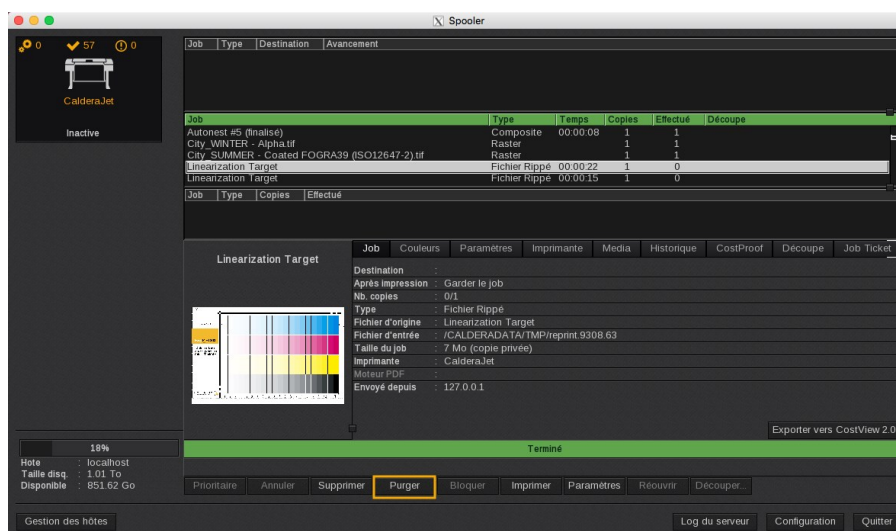 Spooler
0 57 0
CalderaJet
Inactive
Job Type Destination Avancement
Job Type Temps Copies Effectué Découpe
Autonest #5 (finalisé) Composite 00:00:08 1 1
City_WINTER - Alpha.tif Raster 1 1
City_SUMMER - Coated FOGRA39 (ISO12647-2).tif Raster 1 1
Linearization Target Fichier Rippé 00:00:22 1 0
Linearization Target Fichier Rippé 00:00:15 1 0
Job Type Copies Effectué
Linearization Target
Job Couleurs Paramètres Imprimante Media Historique CostProof Découpe Job Ticket
Destination :
Après impression : Garder le job
Nb. copies : 0/1
Type : Fichier Rippé
Fichier d'origine : Linearization Target
Fichier d'entrée : /CALDERADATA/TMP/reprint.9308.63
Taille du job : 7 Mo (copie privée)
Imprimante : CalderaJet
Moteur PDF :
Envoyé depuis : 127.0.0.1
Exporter vers CostView 2.0
Terminé
18%
Hote : localhost
Taille disq. : 1.01 To
Disponible : 851.62 Go
Prioritaire Annuler Supprimer Purger Bloquer Imprimer Paramètres Réouvrir Découper...
Gestion des hôtes Log du serveur Configuration Quitter